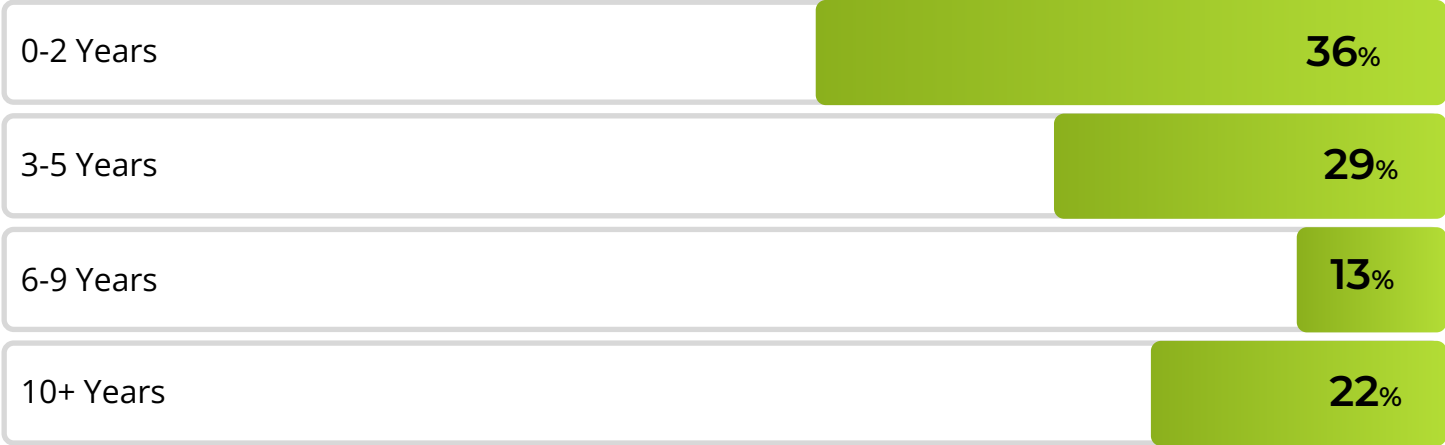 0-2 Years 36%
3-5 Years 29%
6-9 Years 13%
10+ Years 22%